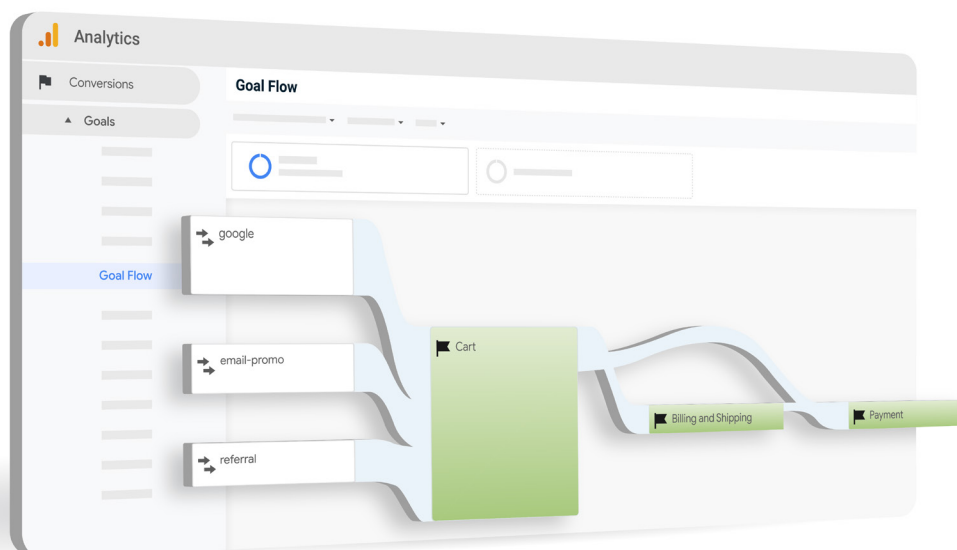 Analytics
Conversions
Goals
Goal Flow
Goal Flow
google
email-promo
referral
Cart
Billing and Shipping
Payment